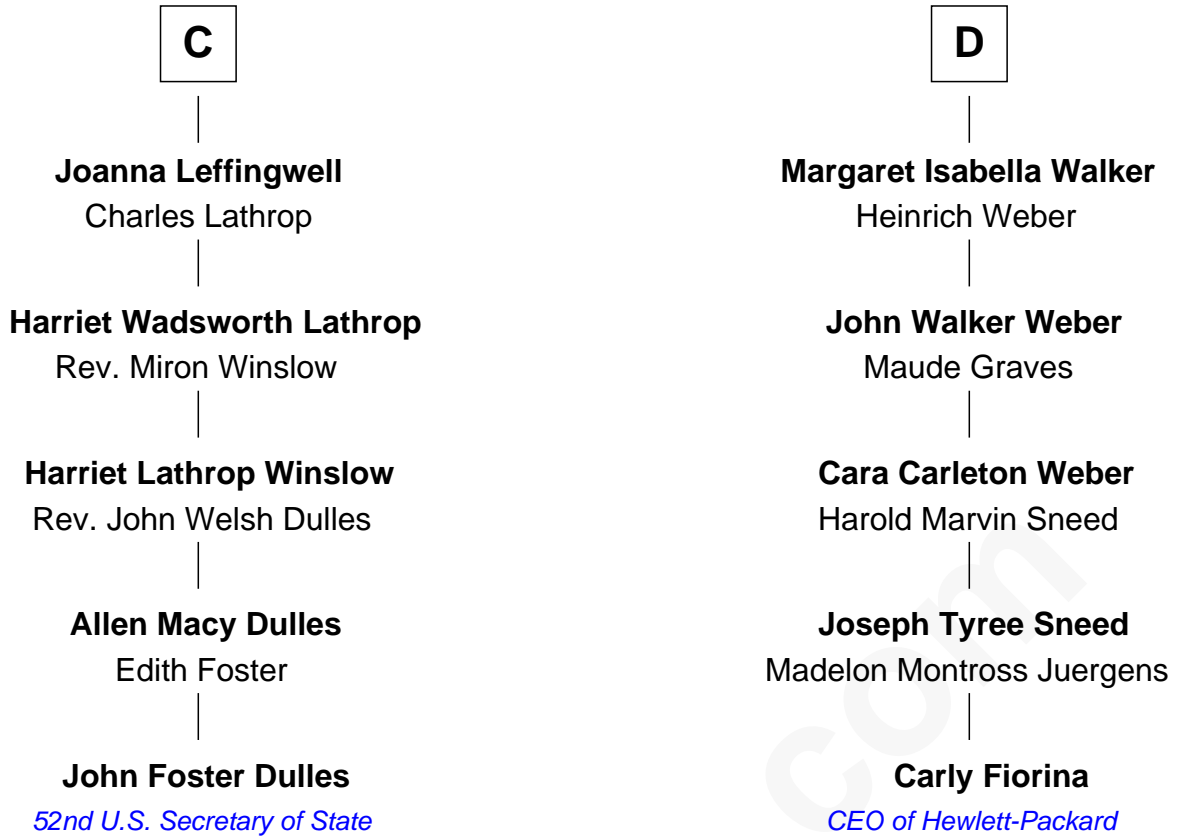 C
Joanna Leffingwell
Charles Lathrop
Harriet Wadsworth Lathrop
Rev. Miron Winslow
Harriet Lathrop Winslow
Rev. John Welsh Dulles
Allen Macy Dulles
Edith Foster
John Foster Dulles
52nd U.S. Secretary of State
D
Margaret Isabella Walker
Heinrich Weber
John Walker Weber
Maude Graves
Cara Carleton Weber
Harold Marvin Sneed
Joseph Tyree Sneed
Madelon Montross Juergens
Carly Fiorina
CEO of Hewlett-Packard
com